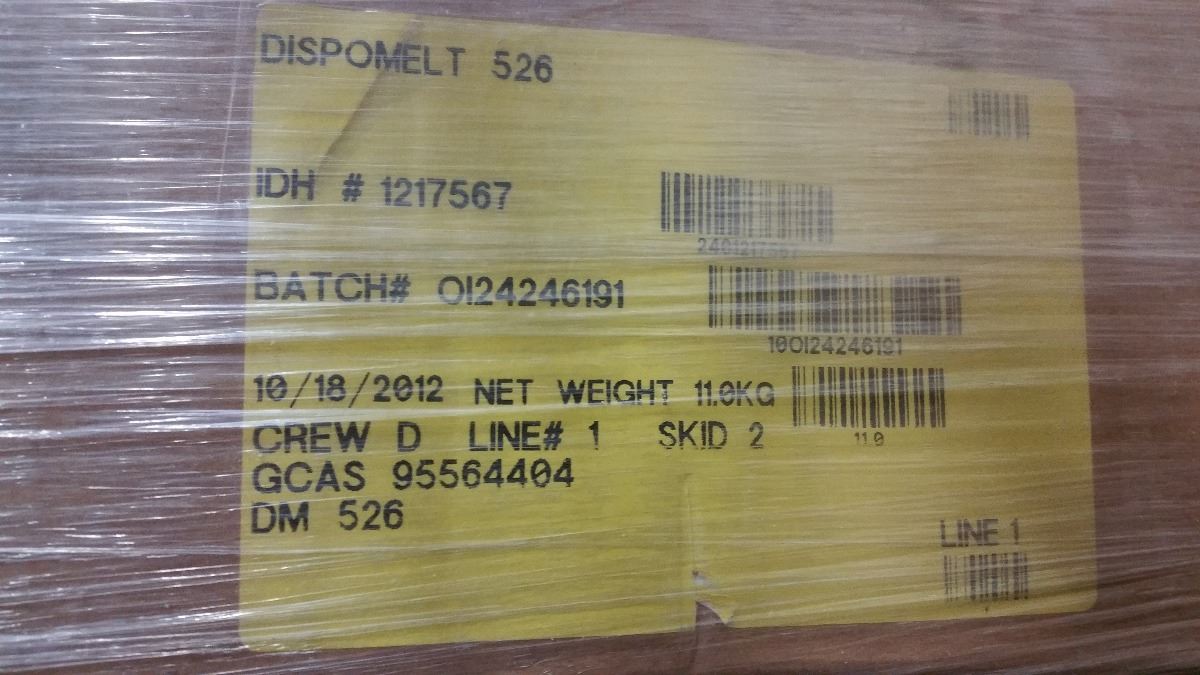 DISPOMELT 526
IDH # 1217567
2401217567
BATCH# OI24246191
10OI24246191
10/18/2012 NET WEIGHT 11.0KG
CREW D LINE# 1 SKID 2
11 0
GCAS 95564404
DM 526
LINE 1